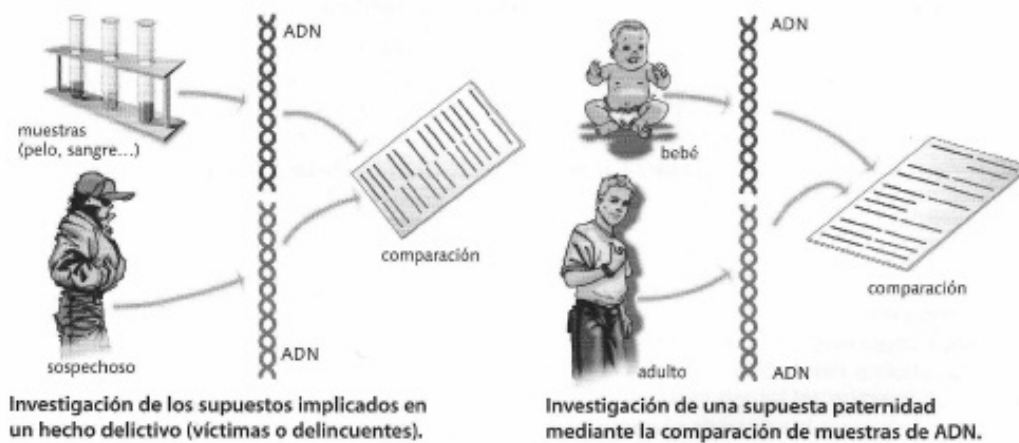 ADN
muestras
(pelo, sangre...)
comparación
sospechoso
ADN
Investigación de los supuestos implicados en
un hecho delictivo (víctimas o delincuentes).
ADN
bebé
comparación
adulto
ADN
Investigación de una supuesta paternidad
mediante la comparación de muestras de ADN.